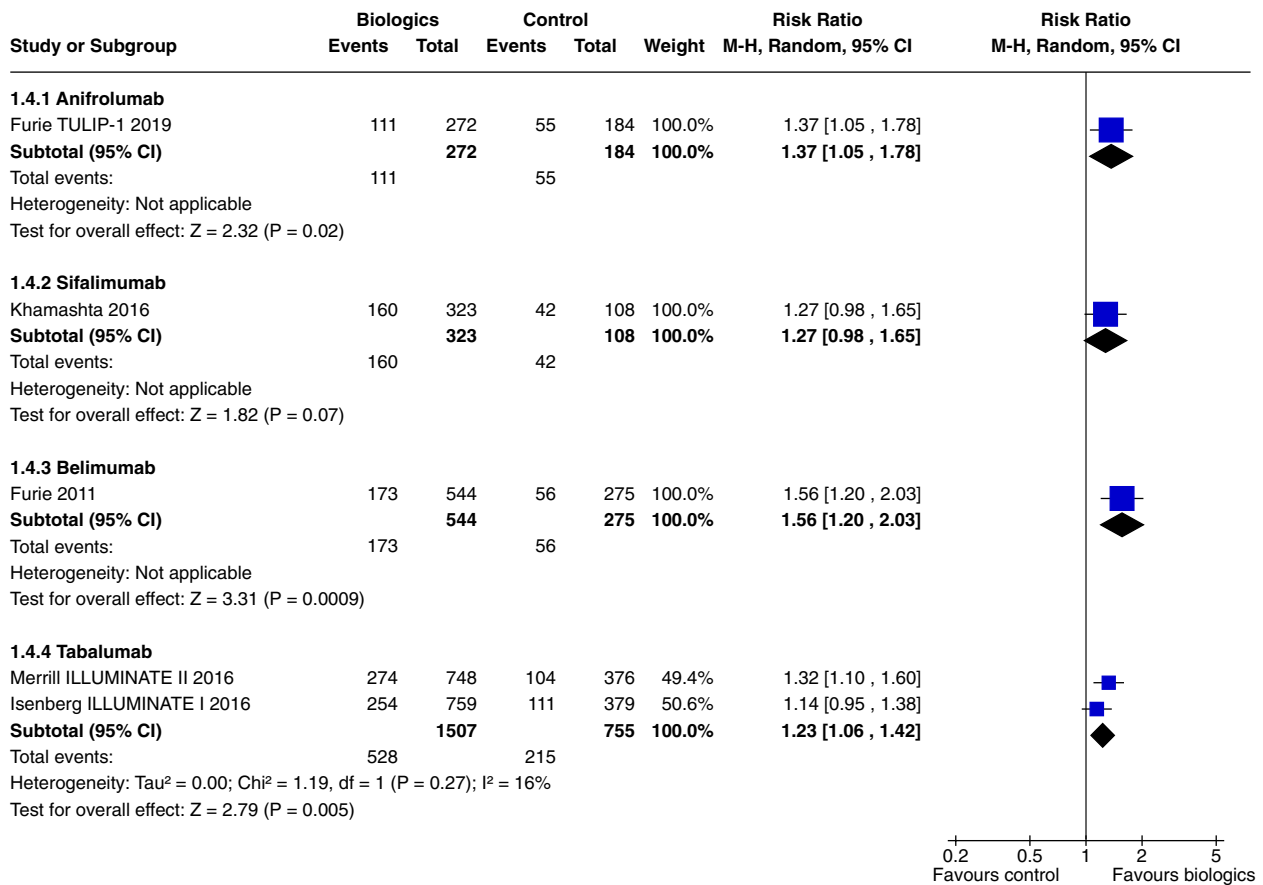 Biologics Control Risk Ratio Risk Ratio
Study or Subgroup Events Total Events Total Weight M-H, Random, 95% CI M-H, Random, 95% CI
1.4.1 Anifrolumab
Furie TULIP-1 2019 111 272 55 184 100.0% 1.37 [1.05 , 1.78]
Subtotal (95% CI) 272 184 100.0% 1.37 [1.05 , 1.78]
Total events: 111 55
Heterogeneity: Not applicable
Test for overall effect: Z = 2.32 (P = 0.02)
1.4.2 Sifalimumab
Khamashta 2016 160 323 42 108 100.0% 1.27 [0.98 , 1.65]
Subtotal (95% CI) 323 108 100.0% 1.27 [0.98 , 1.65]
Total events: 160 42
Heterogeneity: Not applicable
Test for overall effect: Z = 1.82 (P = 0.07)
1.4.3 Belimumab
Furie 2011 173 544 56 275 100.0% 1.56 [1.20 , 2.03]
Subtotal (95% CI) 544 275 100.0% 1.56 [1.20 , 2.03]
Total events: 173 56
Heterogeneity: Not applicable
Test for overall effect: Z = 3.31 (P = 0.0009)
1.4.4 Tabalumab
Merrill ILLUMINATE II 2016 274 748 104 376 49.4% 1.32 [1.10 , 1.60]
Isenberg ILLUMINATE I 2016 254 759 111 379 50.6% 1.14 [0.95 , 1.38]
Subtotal (95% CI) 1507 755 100.0% 1.23 [1.06 , 1.42]
Total events: 528 215
Heterogeneity: Tau² = 0.00; Chi² = 1.19, df = 1 (P = 0.27); I² = 16%
Test for overall effect: Z = 2.79 (P = 0.005)
0.2 0.5 1 2 5
Favours control Favours biologics